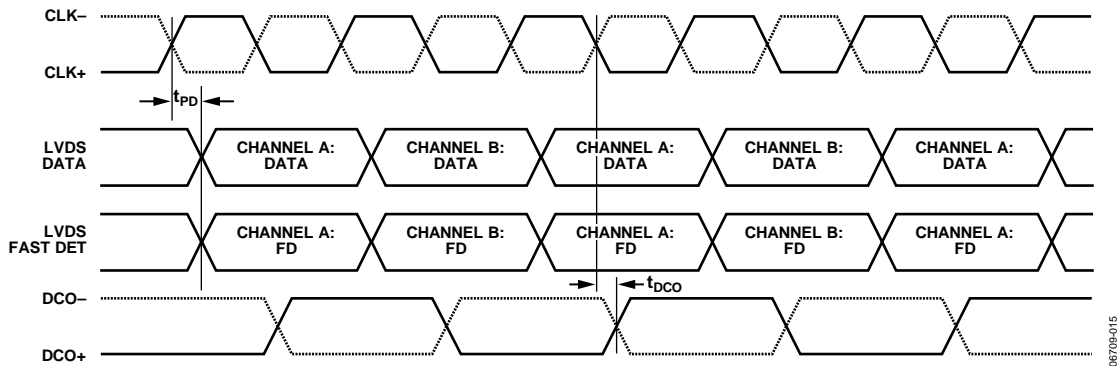 CLK–
CLK+
tPD
LVDS
DATA
CHANNEL A:
DATA
CHANNEL B:
DATA
CHANNEL A:
DATA
CHANNEL B:
DATA
CHANNEL A:
DATA
LVDS
FAST DET
CHANNEL A:
FD
CHANNEL B:
FD
CHANNEL A:
FD
CHANNEL B:
FD
CHANNEL A:
FD
tDCO
DCO–
DCO+
06709-015